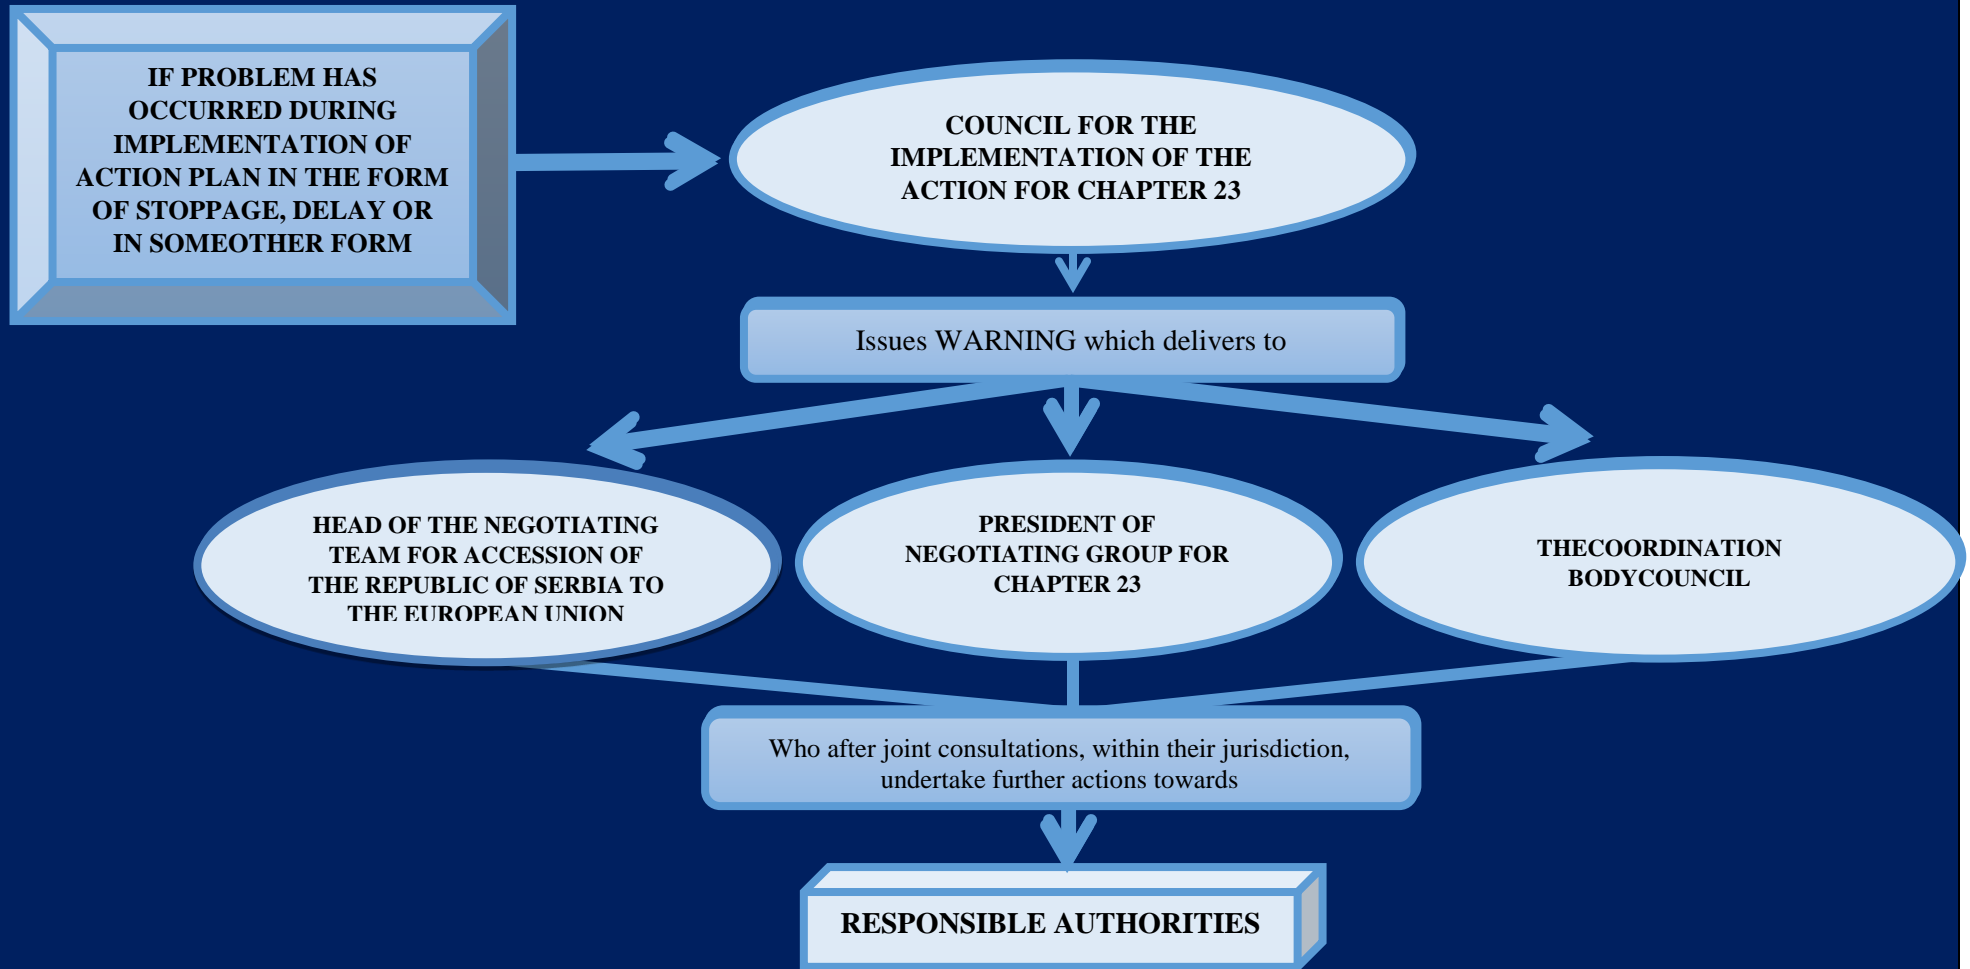 IF PROBLEM HAS
OCCURRED DURING
IMPLEMENTATION OF
ACTION PLAN IN THE FORM
OF STOPPAGE, DELAY OR
IN SOMEOTHER FORM
COUNCIL FOR THE
IMPLEMENTATION OF THE
ACTION FOR CHAPTER 23
Issues WARNING which delivers to
HEAD OF THE NEGOTIATING
TEAM FOR ACCESSION OF
THE REPUBLIC OF SERBIA TO
THE EUROPEAN UNION
PRESIDENT OF
NEGOTIATING GROUP FOR
CHAPTER 23
THECOORDINATION
BODYCOUNCIL
Who after joint consultations, within their jurisdiction,
undertake further actions towards
RESPONSIBLE AUTHORITIES